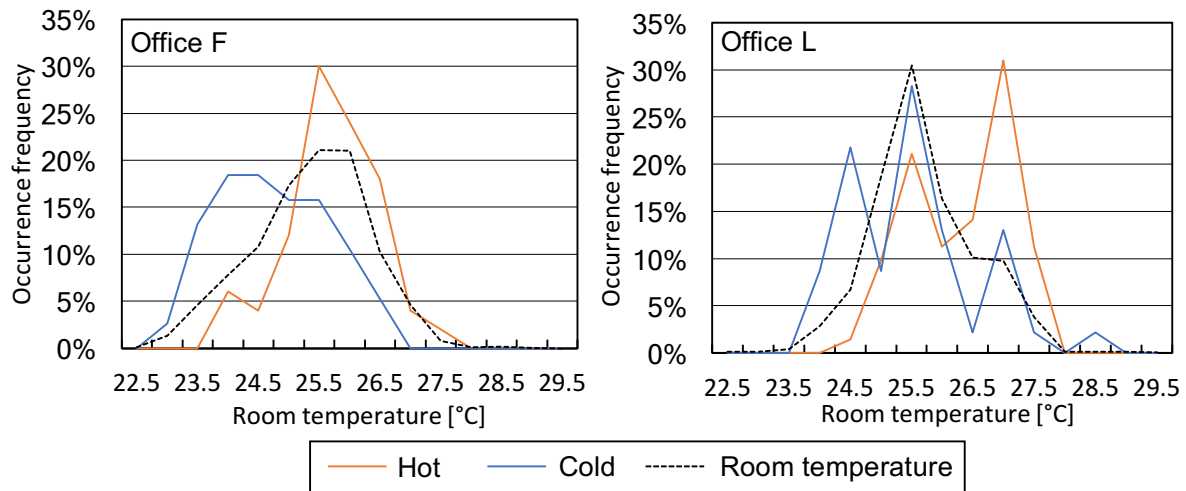 Office F
Occurrence frequency
35%
30%
25%
20%
15%
10%
5%
0%
22.5 23.5 24.5 25.5 26.5 27.5 28.5 29.5
Room temperature [°C]
Office L
Occurrence frequency
35%
30%
25%
20%
15%
10%
5%
0%
22.5 23.5 24.5 25.5 26.5 27.5 28.5 29.5
Room temperature [°C]
Hot Cold Room temperature